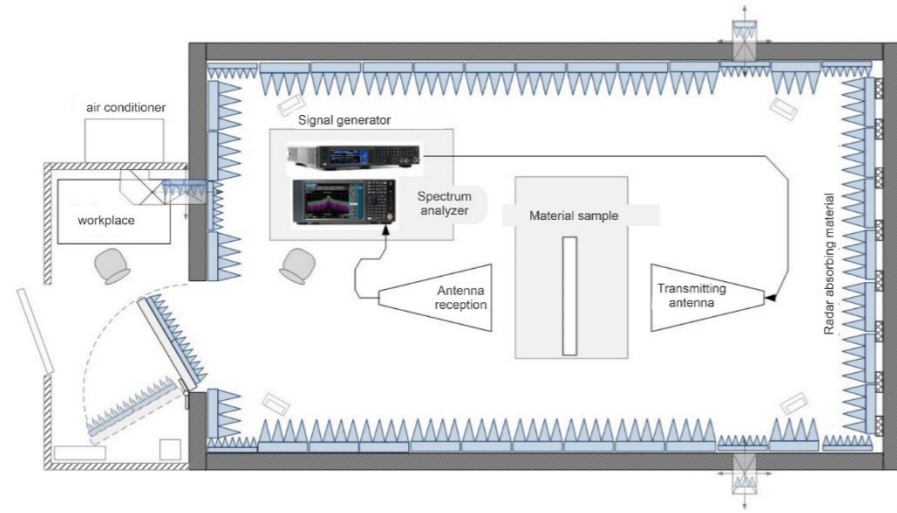 air conditioner
Signal generator
Spectrum
analyzer
workplace
Material sample
Antenna
reception
Transmitting
antenna
Radar absorbing material